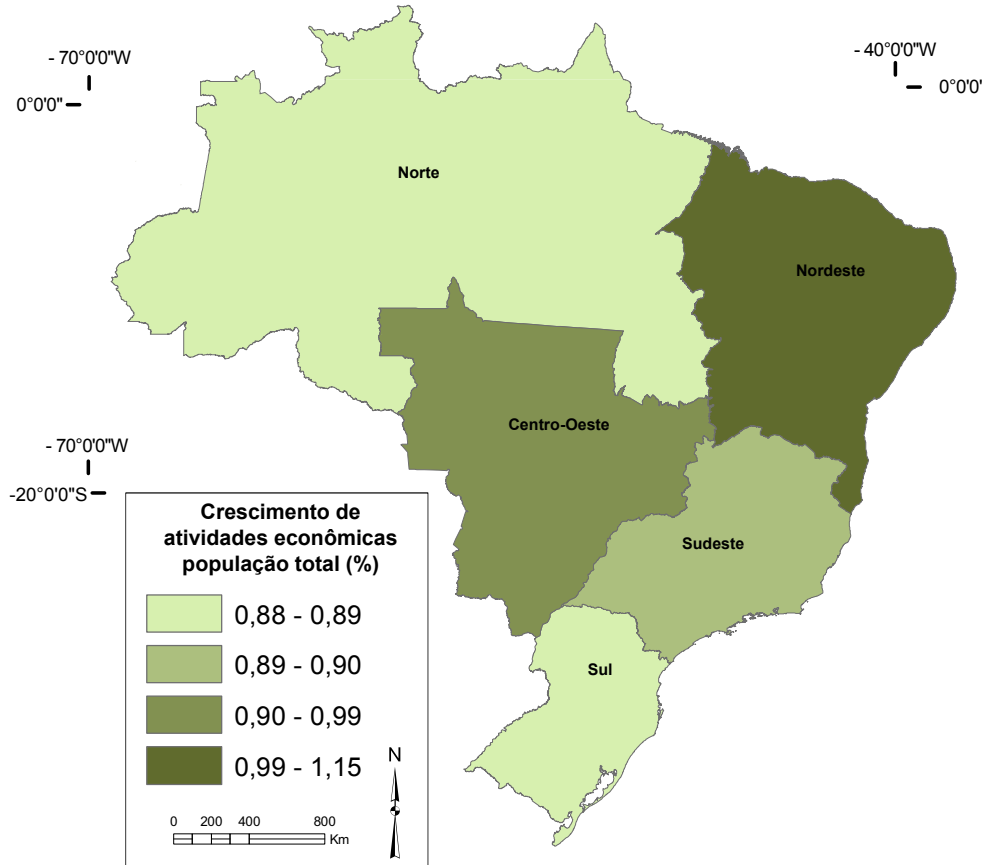 - 70°0'0"W
- 40°0'0"W
0°0'0"
0°0'0'
Norte
Nordeste
Centro-Oeste
- 70°0'0"W
-20°0'0"S
Sudeste
Sul
Crescimento de
atividades econômicas
população total (%)
0,88 - 0,89
0,89 - 0,90
0,90 - 0,99
0,99 - 1,15
N
0 200 400 800
Km